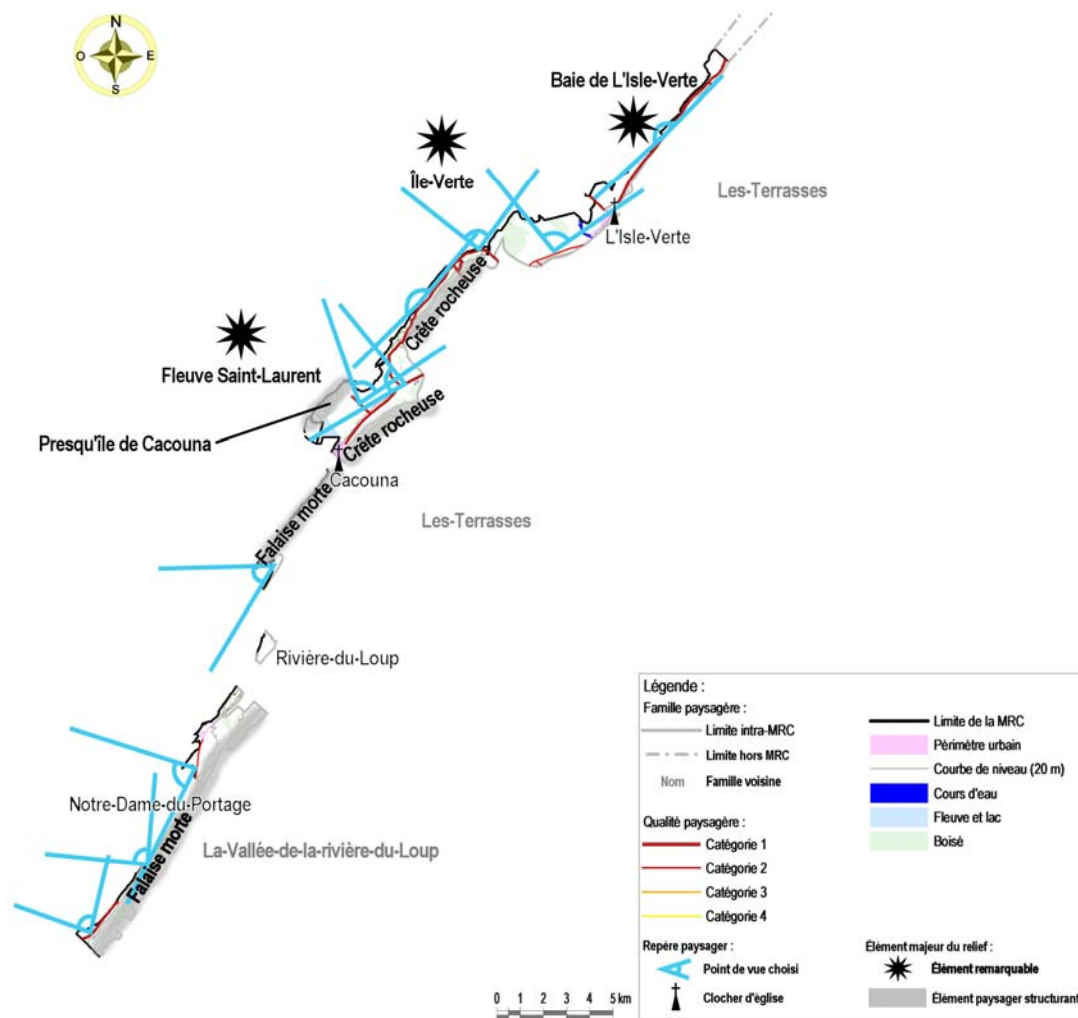 N
O
E
S
Baie de L'Isle-Verte
Île-Verte
Les-Terrasses
L'Isle-Verte
Crête rocheuse
Fleuve Saint-Laurent
Presqu'île de Cacouna
Crête rocheuse
Cacouna
Les-Terrasses
Falaise morte
Rivière-du-Loup
Notre-Dame-du-Portage
La-Vallée-de-la-rivière-du-Loup
Falaise morte
Légende :
Famille paysagère :
Limite intra-MRC
Limite hors MRC
Nom Famille voisine
Qualité paysagère :
Catégorie 1
Catégorie 2
Catégorie 3
Catégorie 4
Repère paysager :
Point de vue choisi
Clocher d'église
Limite de la MRC
Périmètre urbain
Courbe de niveau (20 m)
Cours d'eau
Fleuve et lac
Boisé
Élément majeur du relief :
Élément remarquable
Élément paysager structurant
0 1 2 3 4 5 km